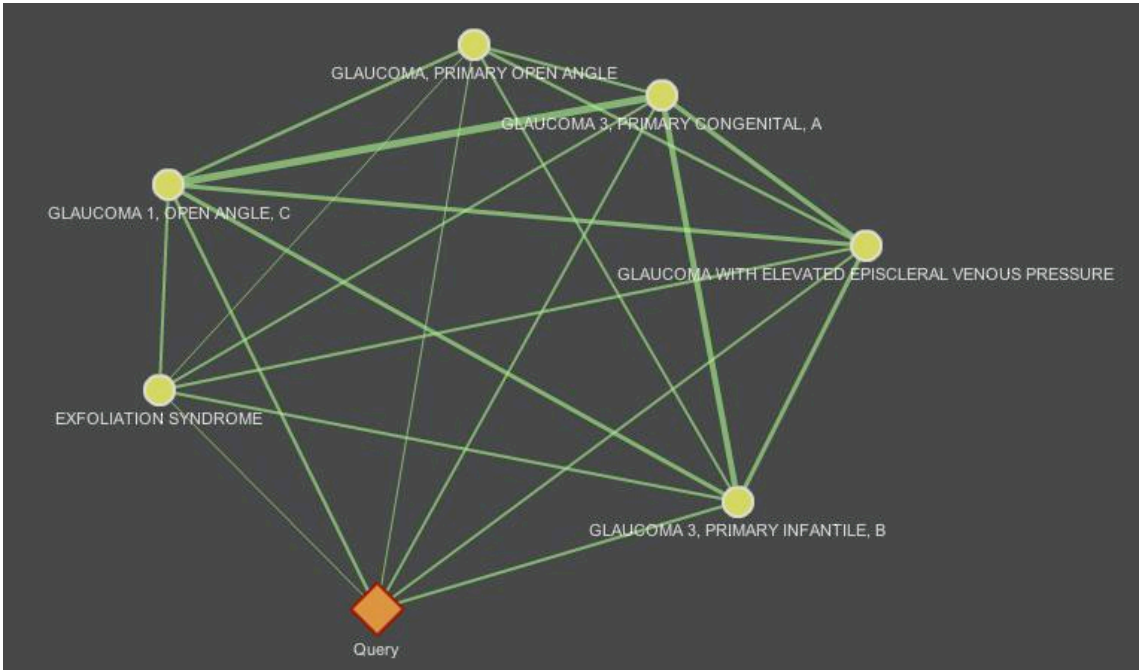 GLAUCOMA, PRIMARY OPEN ANGLE
GLAUCOMA 3, PRIMARY CONGENITAL, A
GLAUCOMA 1, OPEN ANGLE, C
GLAUCOMA WITH ELEVATED EPISCLERAL VENOUS PRESSURE
EXFOLIATION SYNDROME
GLAUCOMA 3, PRIMARY INFANTILE, B
Query